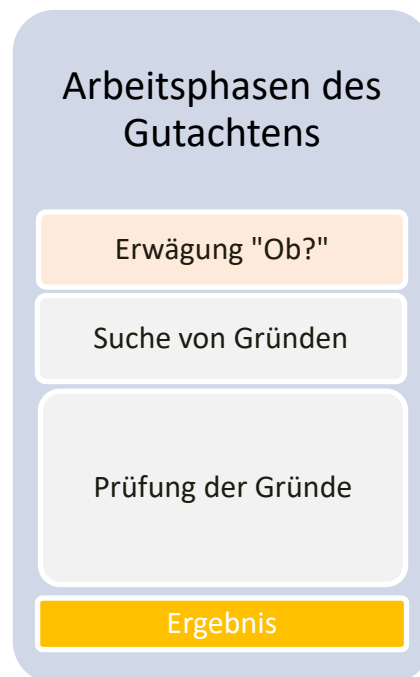 Arbeitsphasen des
Gutachtens
Erwägung "Ob?"
Suche von Gründen
Prüfung der Gründe
Ergebnis